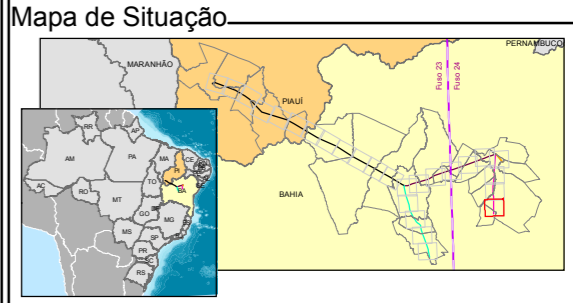 Mapa de Situação
PERNAMBUCO
MARANHÃO
Fuso 23
Fuso 24
PIAUÍ
BAHIA
RR
AP
AM
PA
MA
CE
PI
AC
RO
TO
BA
MT
GO
MG
MS
SP
PR
SC
RS